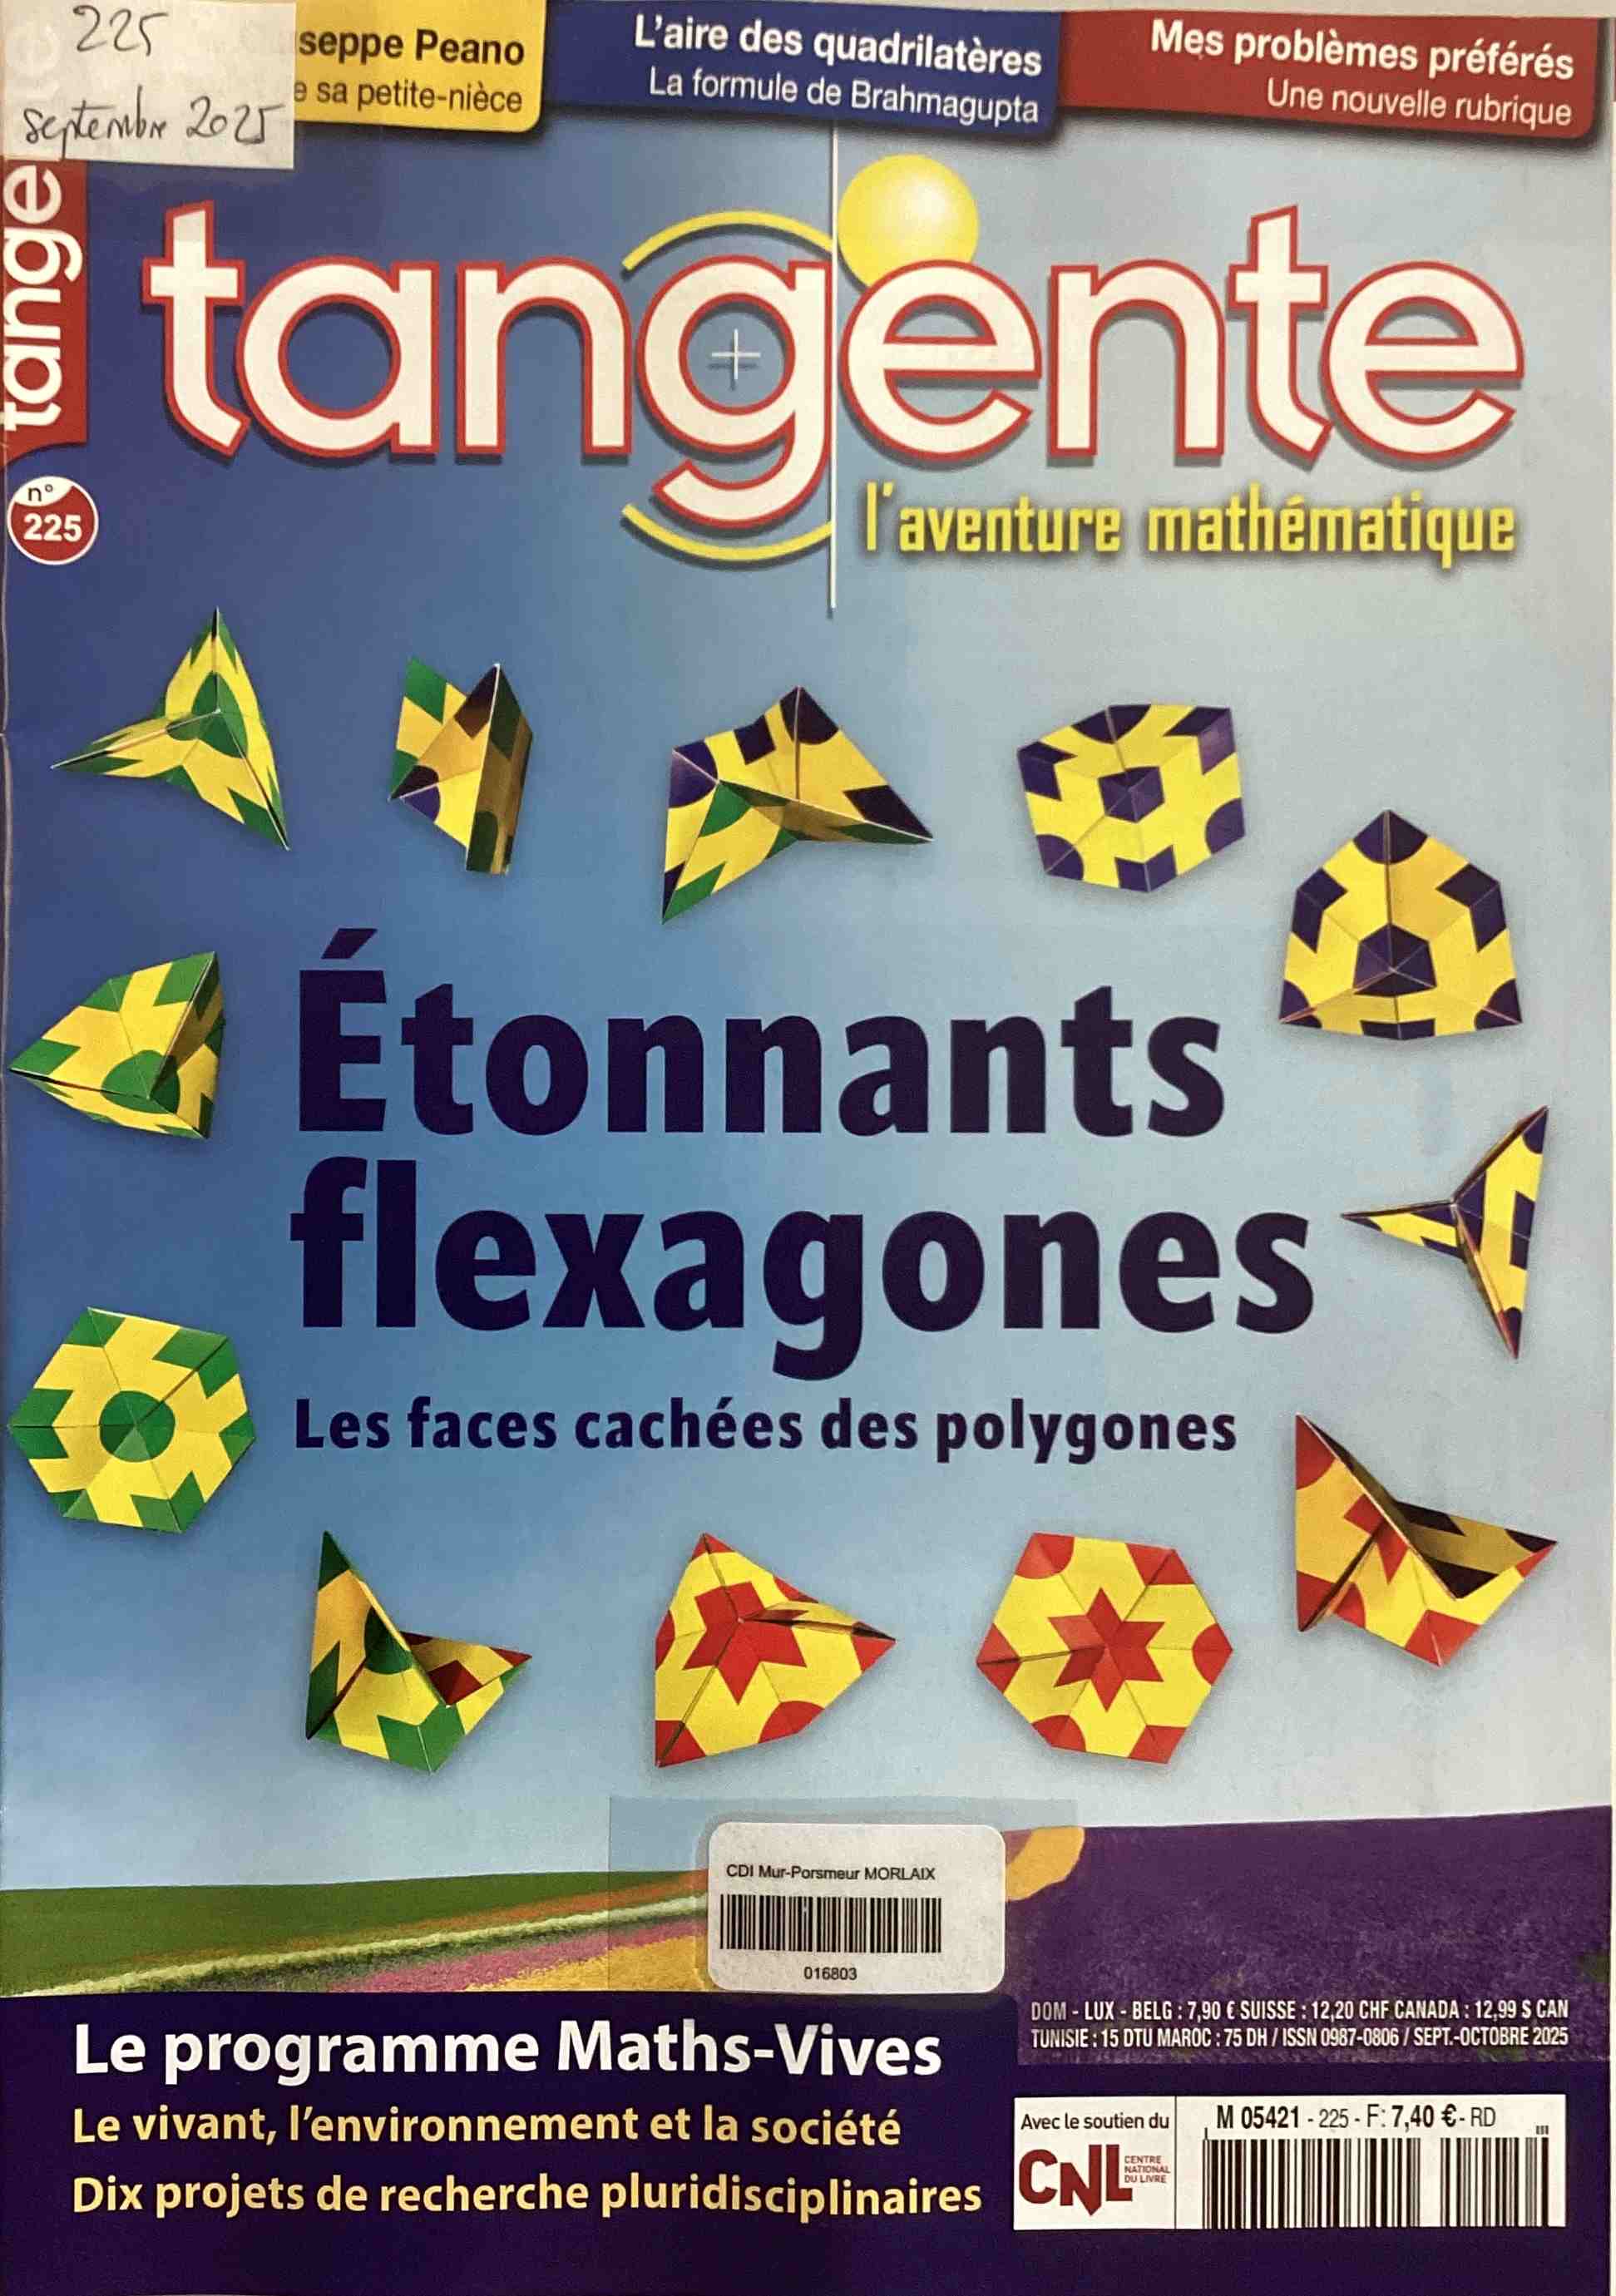 225
septembre 2025
seppe Peano
e sa petite-nièce
L'aire des quadrilatères
La formule de Brahmagupta
Mes problèmes préférés
Une nouvelle rubrique
tange
tangente
l'aventure mathématique
n°
225
Étonnants
flexagones
Les faces cachées des polygones
CDI Mur-Porsmeur MORLAIX
016803
Le programme Maths-Vives
Le vivant, l'environnement et la société
Dix projets de recherche pluridisciplinaires
DOM - LUX - BELG : 7,90 € SUISSE : 12,20 CHF CANADA : 12,99 $ CAN
TUNISIE : 15 DTU MAROC : 75 DH / ISSN 0987-0806 / SEPT.-OCTOBRE 2025
Avec le soutien du
CNL CENTRE
NATIONAL
DU LIVRE
M 05421 - 225 - F: 7,40 € - RD